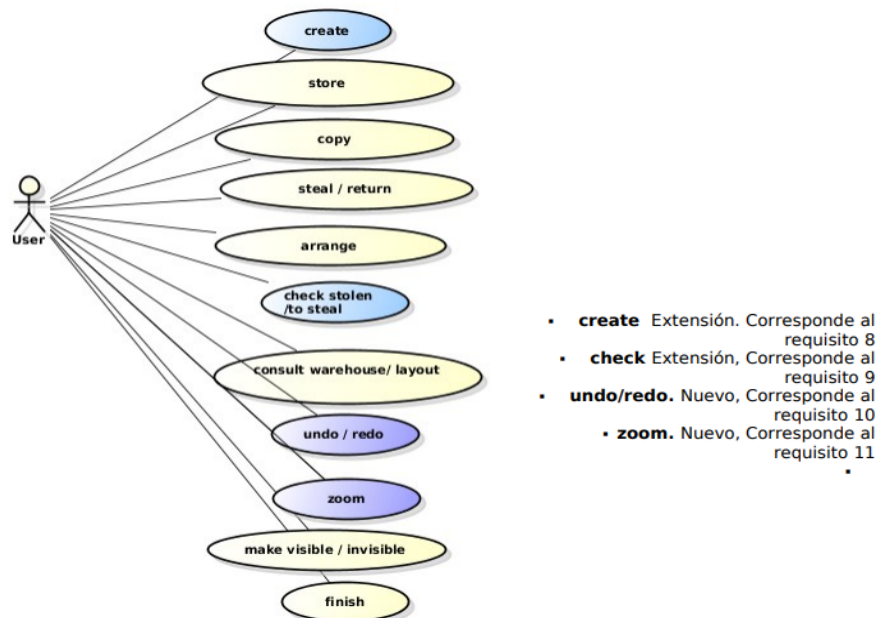 create
store
copy
steal / return
User
arrange
check stolen
/to steal
consult warehouse/ layout
undo / redo
zoom
make visible / invisible
finish
▪ create Extensión. Corresponde al
requisito 8
▪ check Extensión, Corresponde al
requisito 9
▪ undo/redo. Nuevo, Corresponde al
requisito 10
▪ zoom. Nuevo, Corresponde al
requisito 11
▪